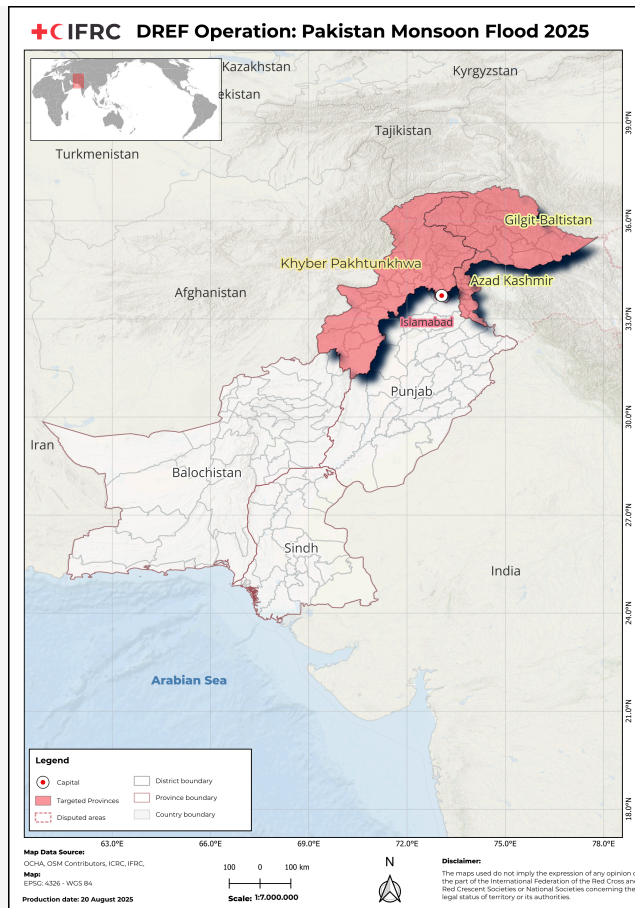 IFRC DREF Operation: Pakistan Monsoon Flood 2025
Kazakhstan
Kyrgyzstan
ekistan
39.0°N
Tajikistan
Turkmenistan
Gilgit-Baltistan
36.0°N
Khyber Pakhtunkhwa
Azad Kashmir
Afghanistan
33.0°N
Islamabad
Punjab
30.0°N
Iran
Balochistan
27.0°N
Sindh
India
24.0°N
Arabian Sea
21.0°N
Legend
Capital
District boundary
Targeted Provinces
Province boundary
Disputed areas
Country boundary
18.0°N
63.0°E
66.0°E
69.0°E
72.0°E
75.0°E
78.0°E
Map Data Source:
OCHA, OSM Contributors, ICRC, IFRC,
Map:
EPSG: 4326 - WGS 84
Production date: 20 August 2025
100 0 100 km
Scale: 1:7.000.000
N
Disclaimer:
The maps used do not imply the expression of any opinion o
the part of the International Federation of the Red Cross and
Red Crescent Societies or National Societies concerning the
legal status of territory or its authorities.